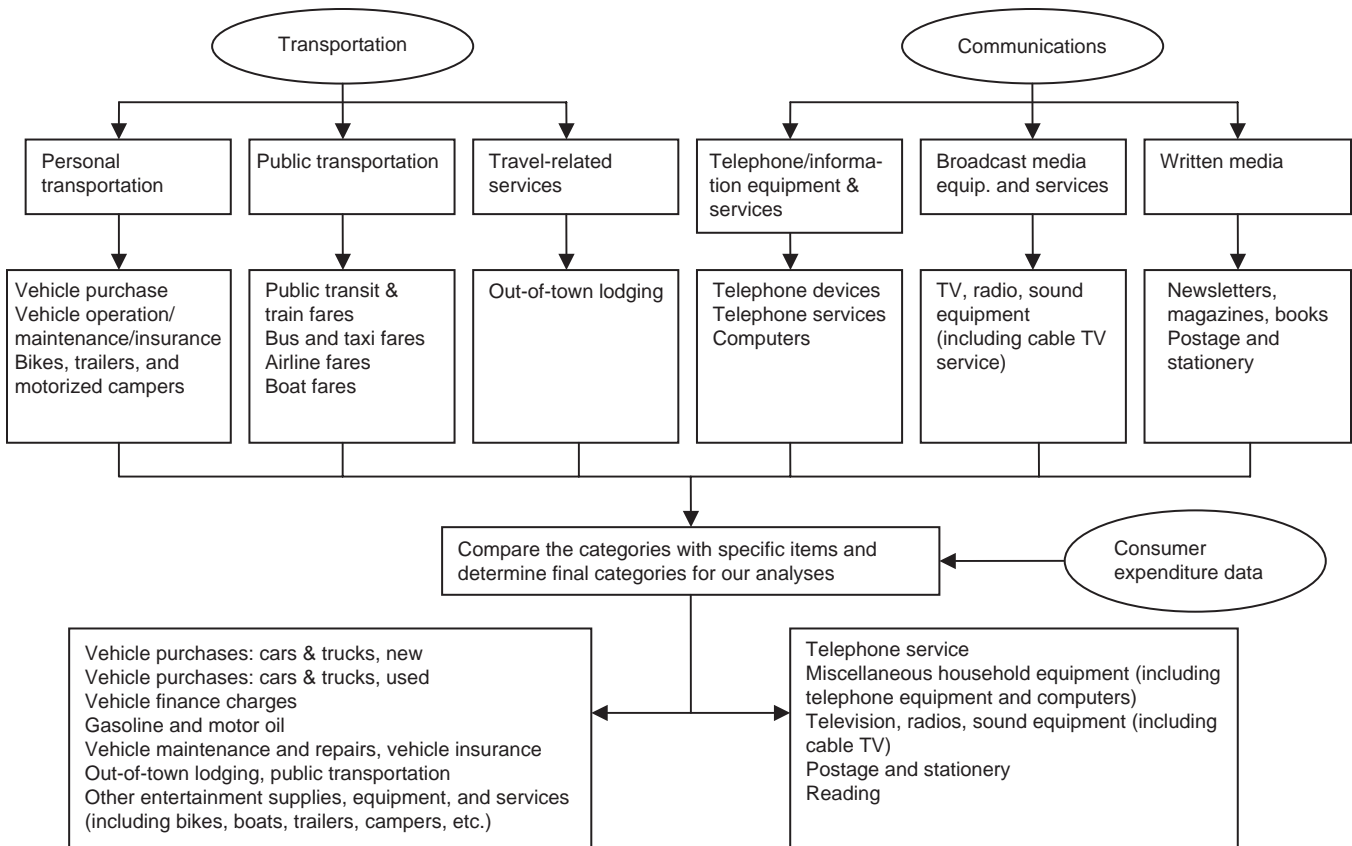 Transportation
Communications
Personal
transportation
Public transportation
Travel-related
services
Telephone/informa-
tion equipment &
services
Broadcast media
equip. and services
Written media
Vehicle purchase
Vehicle operation/
maintenance/insurance
Bikes, trailers, and
motorized campers
Public transit &
train fares
Bus and taxi fares
Airline fares
Boat fares
Out-of-town lodging
Telephone devices
Telephone services
Computers
TV, radio, sound
equipment
(including cable TV
service)
Newsletters,
magazines, books
Postage and
stationery
Compare the categories with specific items and
determine final categories for our analyses
Consumer
expenditure data
Vehicle purchases: cars & trucks, new
Vehicle purchases: cars & trucks, used
Vehicle finance charges
Gasoline and motor oil
Vehicle maintenance and repairs, vehicle insurance
Out-of-town lodging, public transportation
Other entertainment supplies, equipment, and services
(including bikes, boats, trailers, campers, etc.)
Telephone service
Miscellaneous household equipment (including
telephone equipment and computers)
Television, radios, sound equipment (including
cable TV)
Postage and stationery
Reading